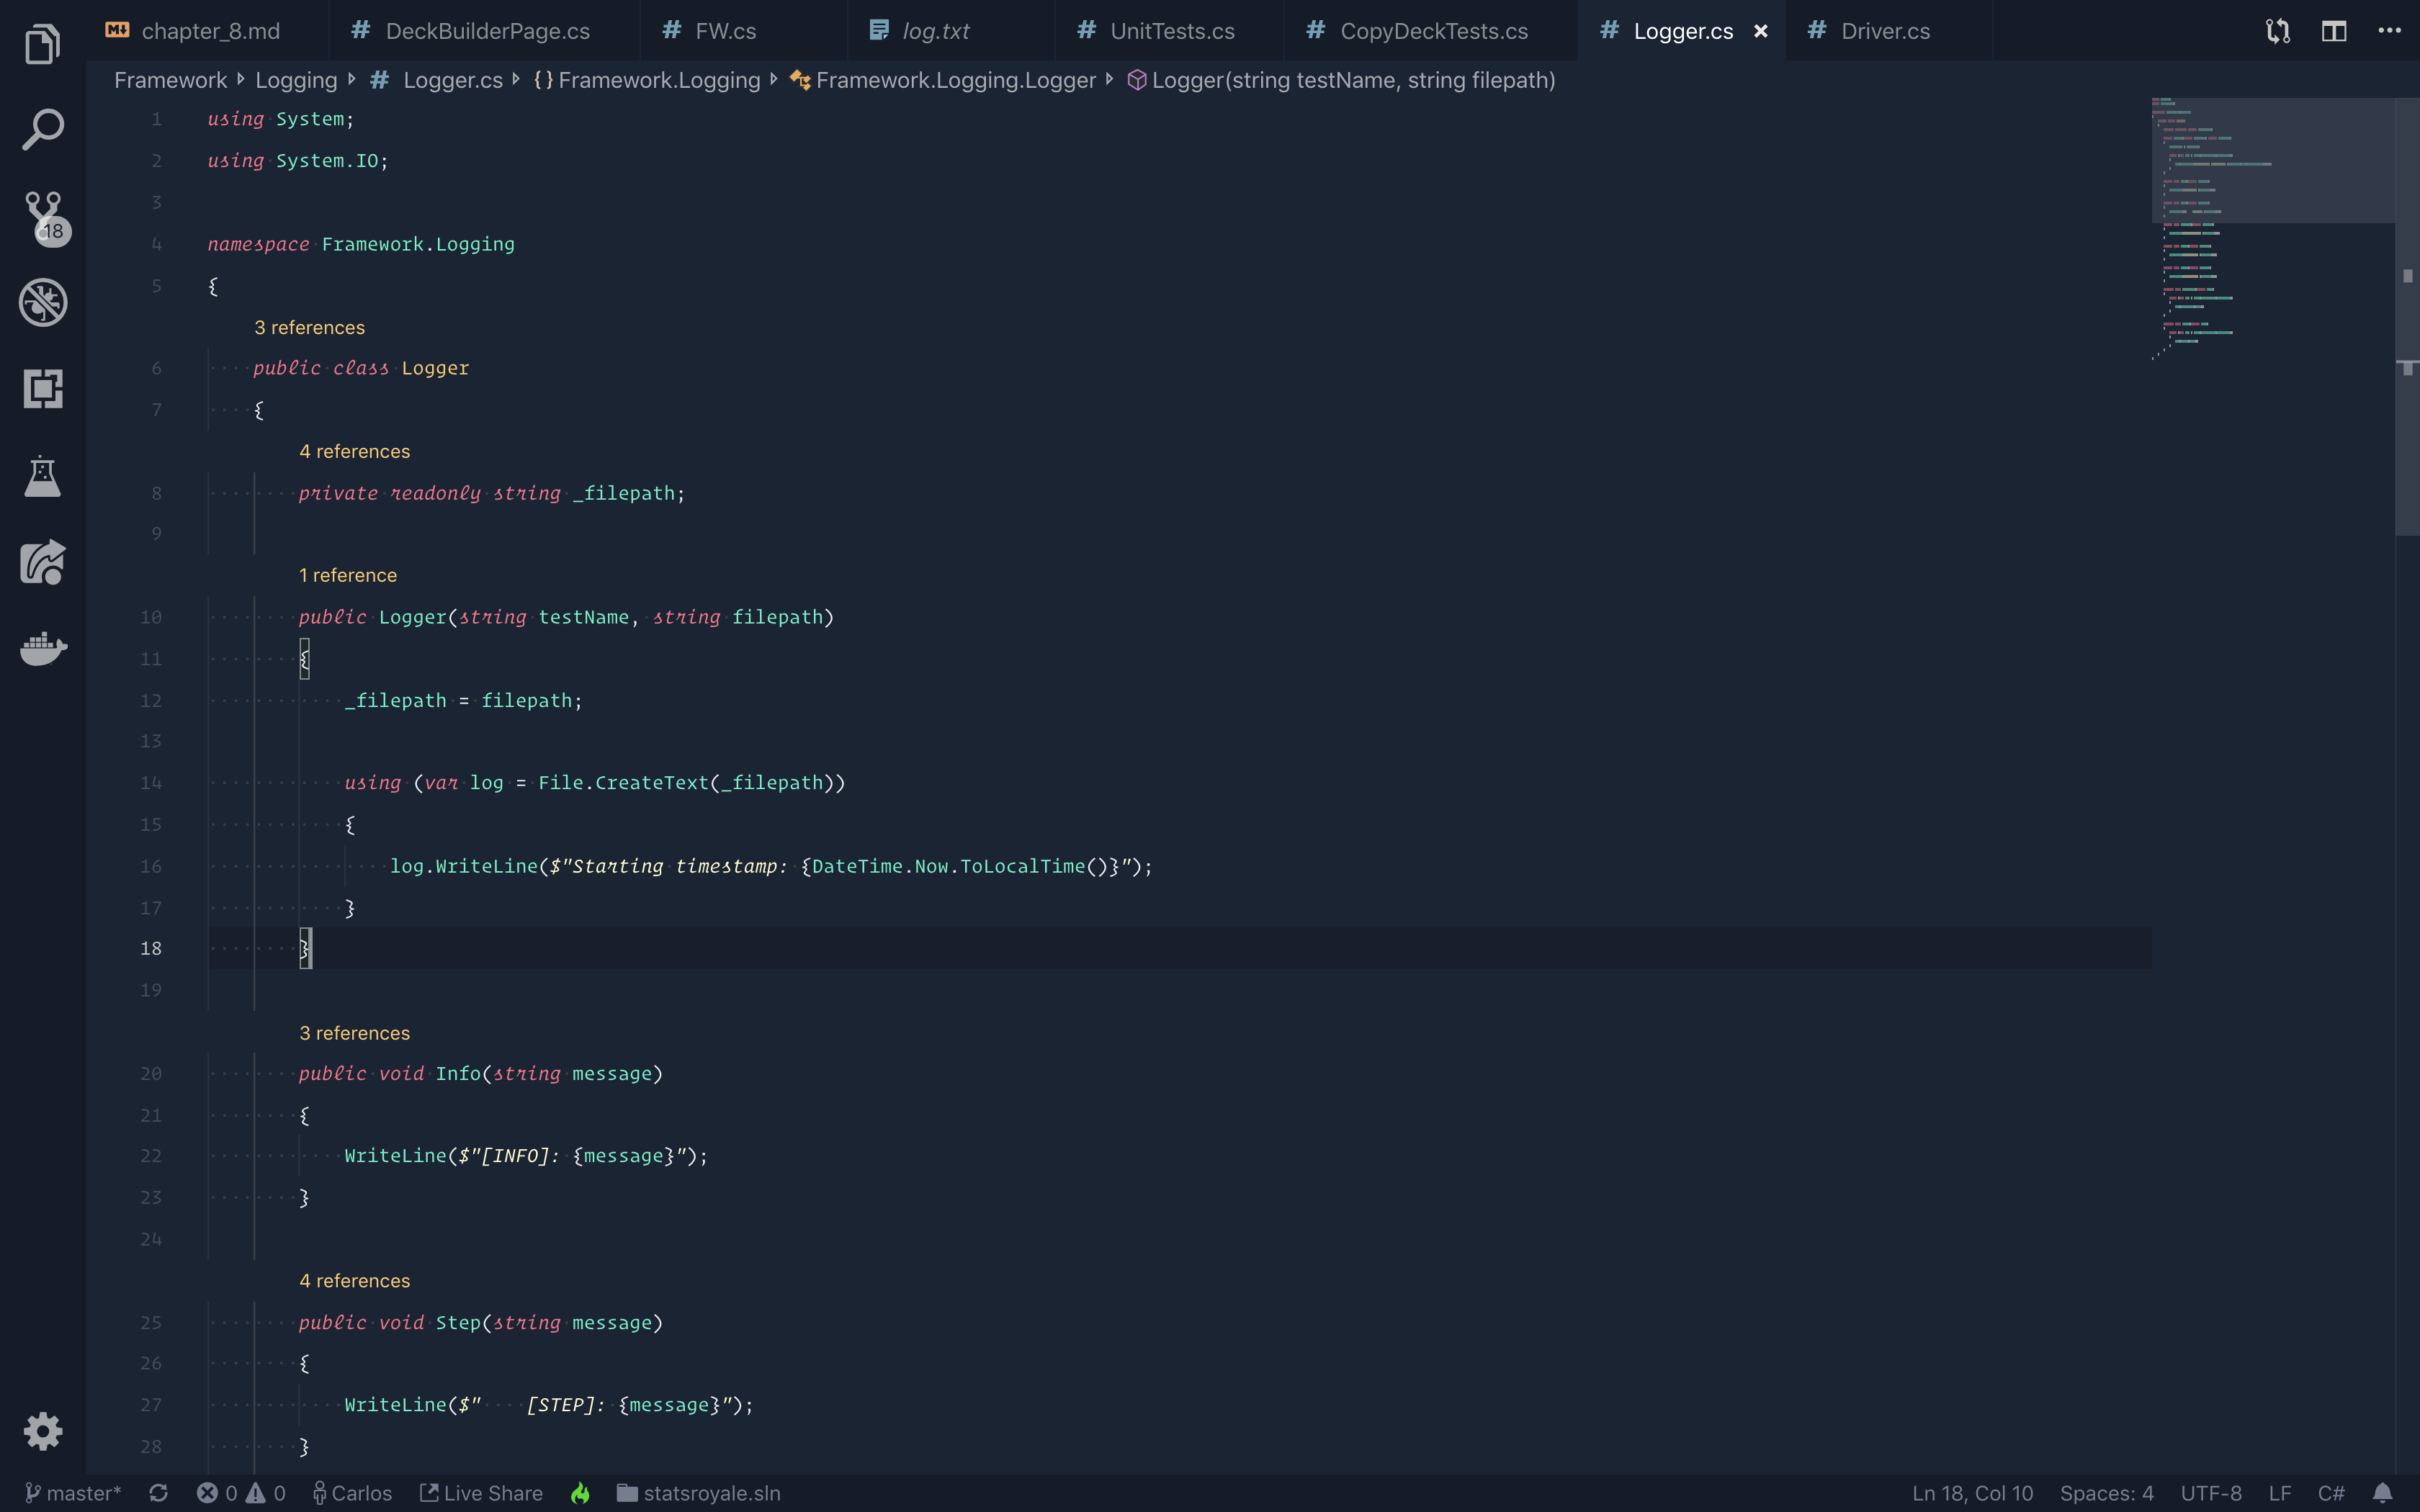 chapter_8.md DeckBuilderPage.cs FW.cs log.txt UnitTests.cs CopyDeckTests.cs Logger.cs Driver.cs
Framework Logging Logger.cs {} Framework.Logging Framework.Logging.Logger Logger(string testName, string filepath)
18
1 using System;
2 using System.IO;
3
4 namespace Framework.Logging
5 {
3 references
6 public class Logger
7 {
4 references
8 private readonly string _filepath;
9
1 reference
10 public Logger(string testName, string filepath)
11 {
12 _filepath = filepath;
13
14 using (var log = File.CreateText(_filepath))
15 {
16 log.WriteLine($"Starting timestamp: {DateTime.Now.ToLocalTime()}");
17 }
18 }
19
3 references
20 public void Info(string message)
21 {
22 WriteLine($"[INFO]: {message}");
23 }
24
4 references
25 public void Step(string message)
26 {
27 WriteLine($"    [STEP]: {message}");
28 }
master* 0 0 Carlos Live Share statsroyale.sln Ln 18, Col 10 Spaces: 4 UTF-8 LF C#